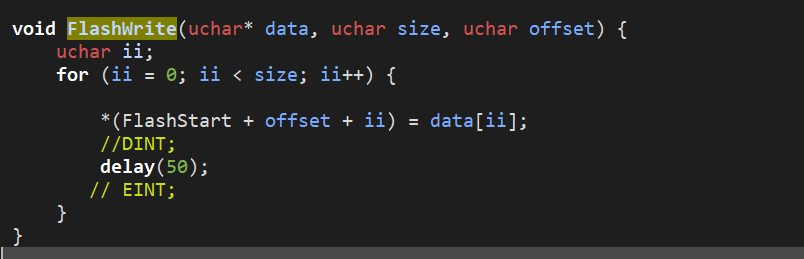 void FlashWrite(uchar* data, uchar size, uchar offset) {
uchar ii;
for (ii = 0; ii < size; ii++) {
*(FlashStart + offset + ii) = data[ii];
//DINT;
delay(50);
// EINT;
}
}